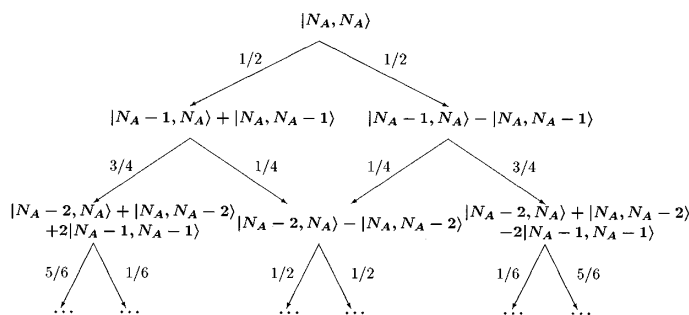 |N_A, N_A⟩
1/2 1/2
|N_A − 1, N_A⟩ + |N_A, N_A − 1⟩ |N_A − 1, N_A⟩ − |N_A, N_A − 1⟩
3/4 1/4 1/4 3/4
|N_A − 2, N_A⟩ + |N_A, N_A − 2⟩ |N_A − 2, N_A⟩ + |N_A, N_A − 2⟩
|N_A − 2, N_A⟩ − |N_A, N_A − 2⟩
+2|N_A − 1, N_A − 1⟩ −2|N_A − 1, N_A − 1⟩
5/6 1/6 1/2 1/2 1/6 5/6
... ... ... ... ... ...